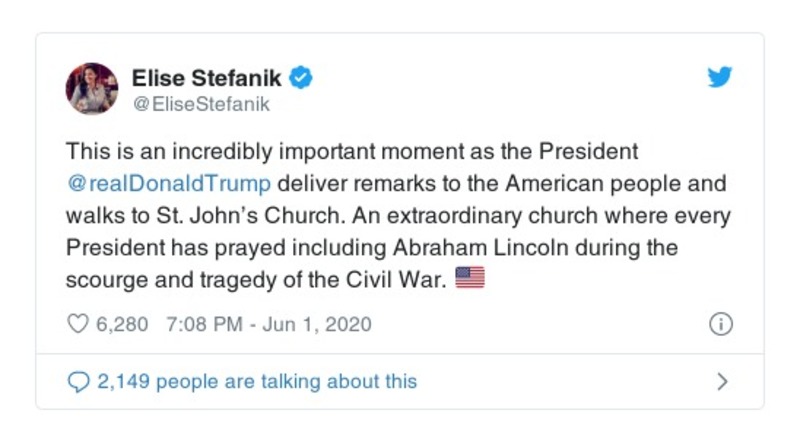 Elise Stefanik
@EliseStefanik
This is an incredibly important moment as the President
@realDonaldTrump deliver remarks to the American people and
walks to St. John's Church. An extraordinary church where every
President has prayed including Abraham Lincoln during the
scourge and tragedy of the Civil War. 🇺🇸
6,280 7:08 PM - Jun 1, 2020
2,149 people are talking about this